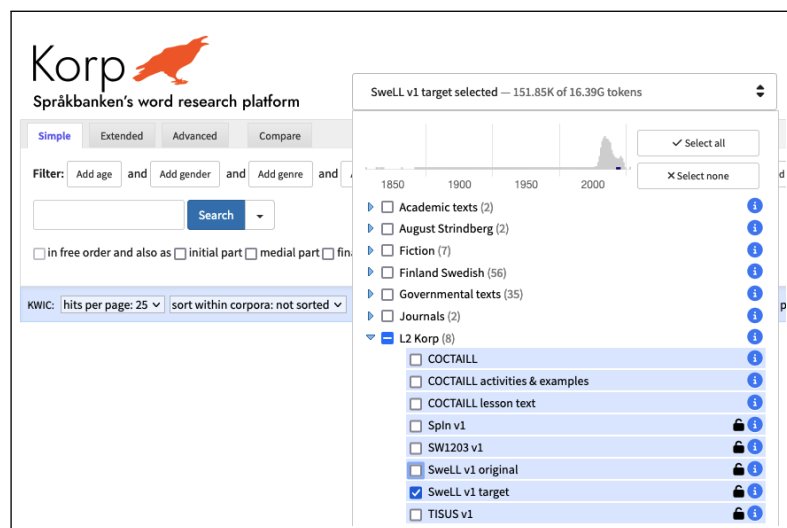 Korp
Språkbanken's word research platform
SweLL v1 target selected — 151.85K of 16.39G tokens
Simple Extended Advanced Compare
Select all
Filter: Add age and Add gender and Add genre and
Select none
1850 1900 1950 2000
Search
Academic texts (2)
August Strindberg (2)
in free order and also as initial part medial part
Fiction (7)
Finland Swedish (56)
KWIC: hits per page: 25 sort within corpora: not sorted
Governmental texts (35)
Journals (2)
L2 Korp (8)
COCTAILL
COCTAILL activities & examples
COCTAILL lesson text
SpIn v1
SW1203 v1
SweLL v1 original
SweLL v1 target
TISUS v1